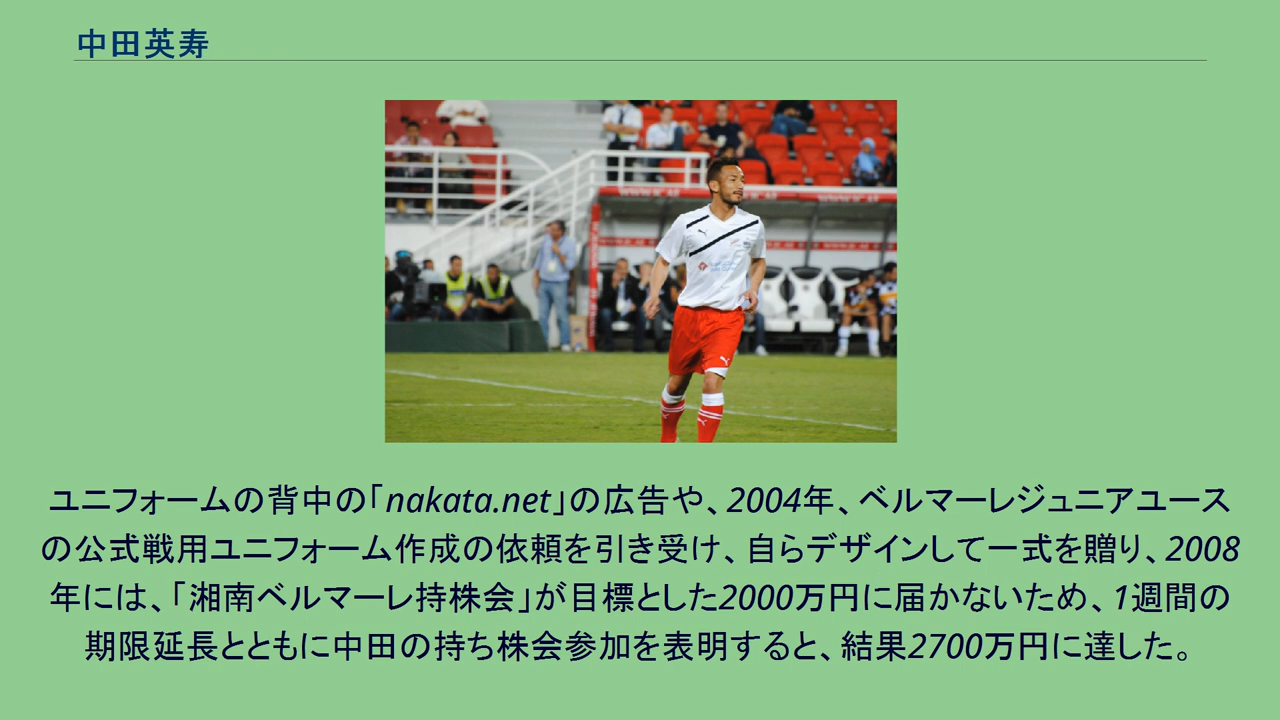 中田英寿
ユニフォームの背中の「nakata.net」の広告や、2004年、ベルマーレジュニアユース
の公式戦用ユニフォーム作成の依頼を引き受け、自らデザインして一式を贈り、2008
年には、「湘南ベルマーレ持株会」が目標とした2000万円に届かないため、1週間の
期限延長とともに中田の持ち株会参加を表明すると、結果2700万円に達した。